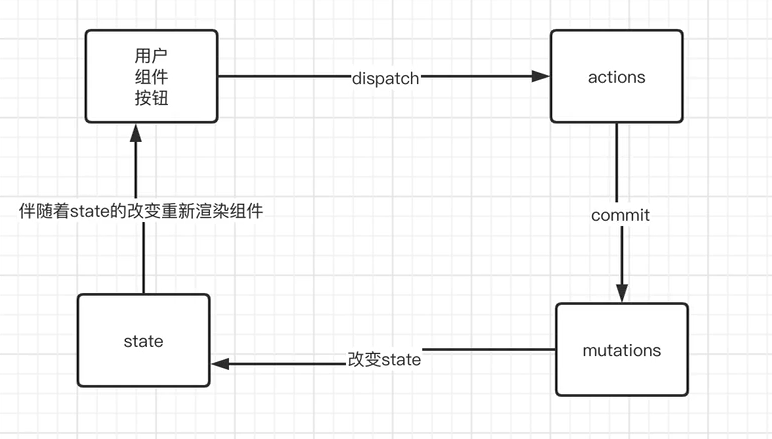 用户
组件
按钮
dispatch
actions
commit
伴随着state的改变重新渲染组件
state
改变state
mutations